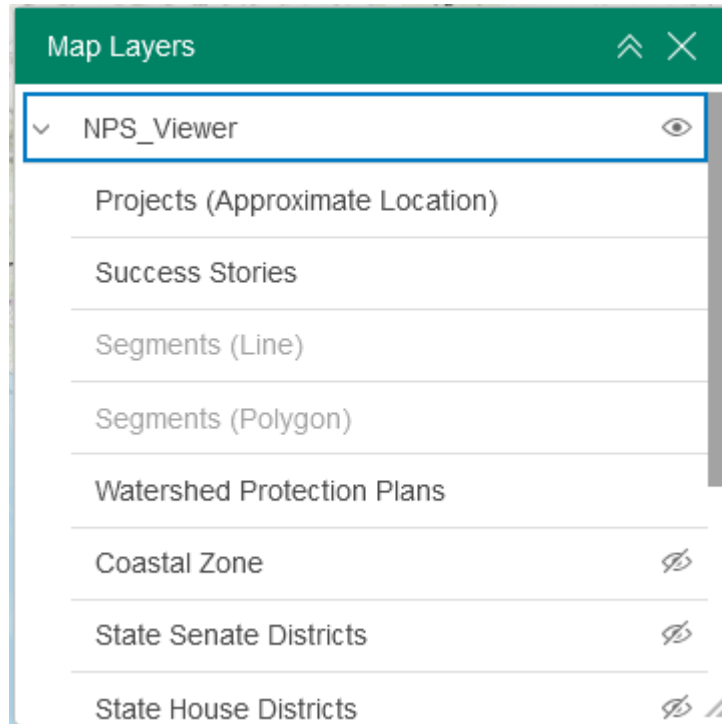 Map Layers
NPS_Viewer
Projects (Approximate Location)
Success Stories
Segments (Line)
Segments (Polygon)
Watershed Protection Plans
Coastal Zone
State Senate Districts
State House Districts